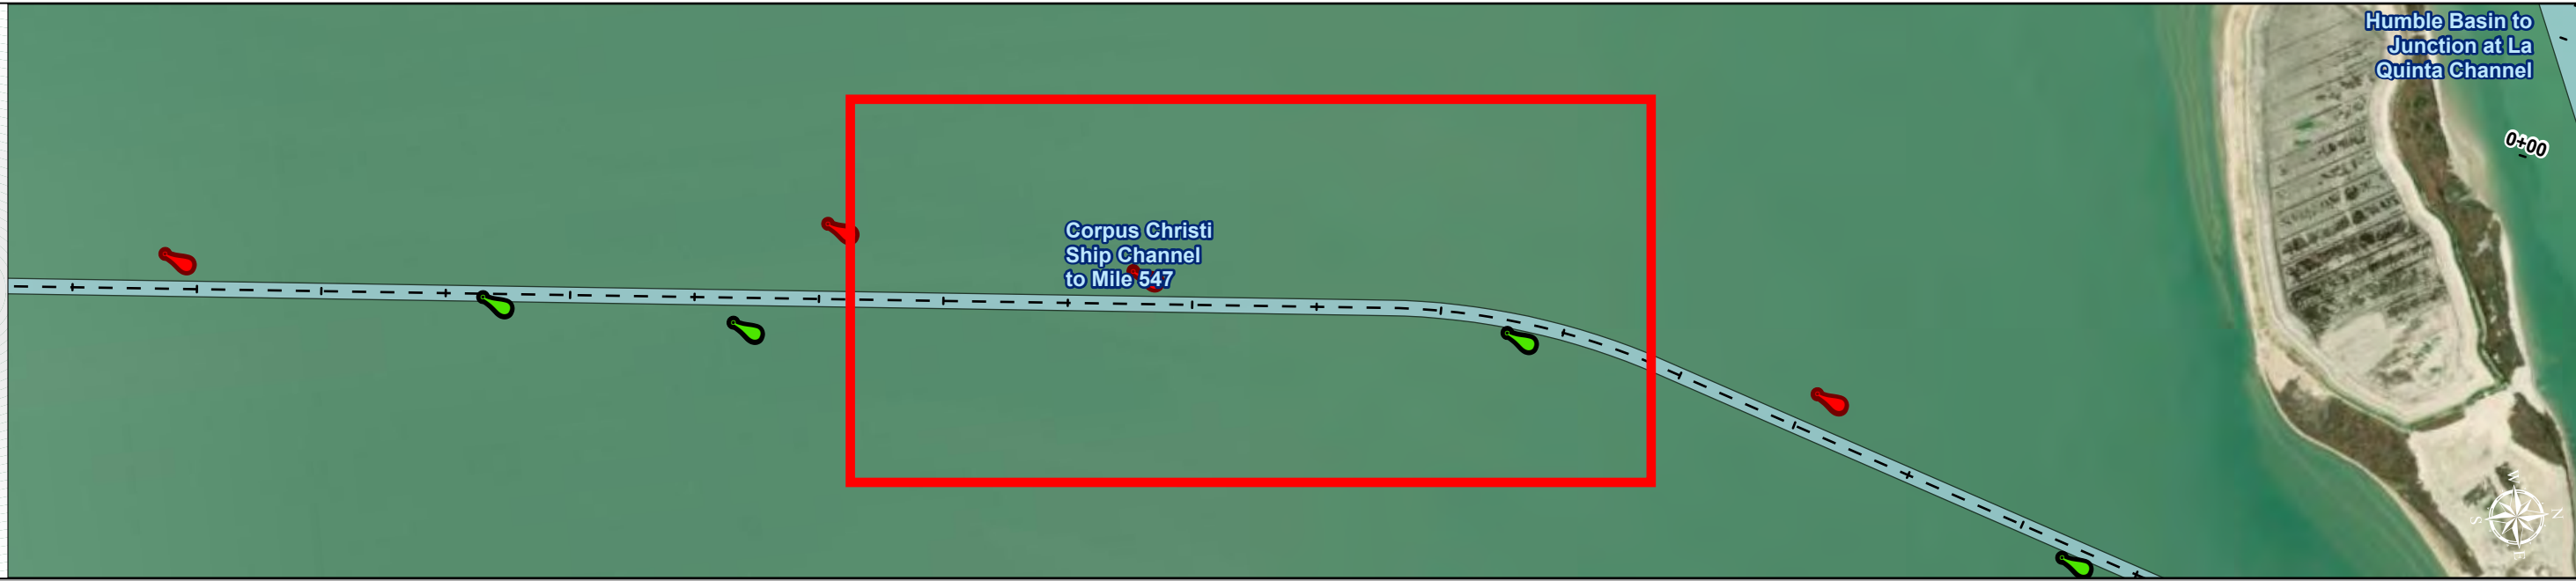 Humble Basin to
Junction at La
Quinta Channel
0+00
Corpus Christi
Ship Channel
to Mile 547
W
S
N
E